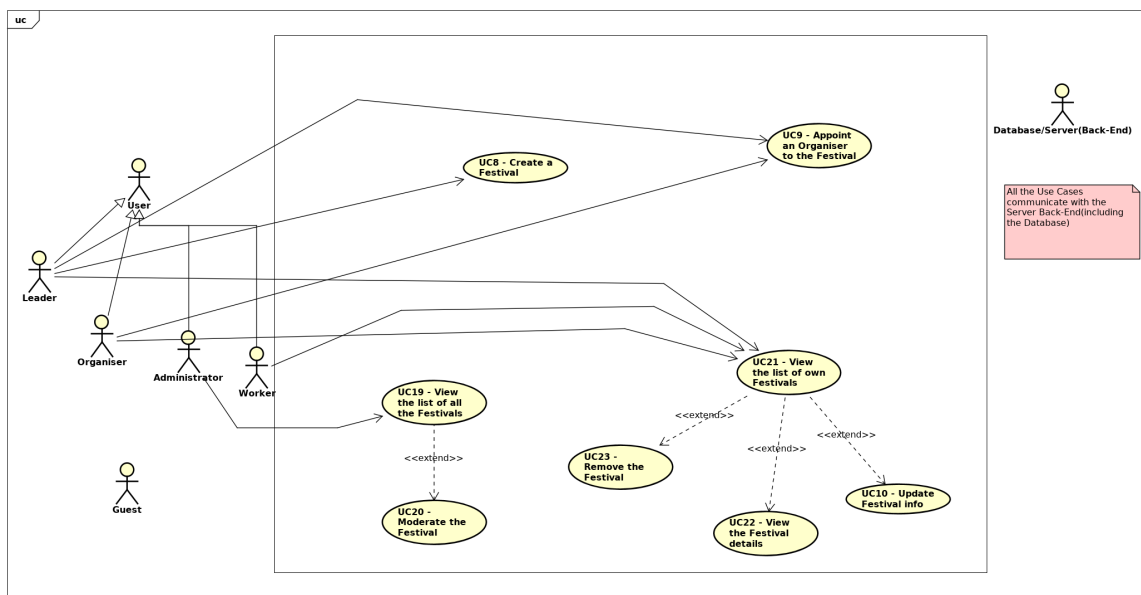 uc
Database/Server(Back-End)
UC9 - Appoint
an Organiser
to the Festival
UC8 - Create a
Festival
All the Use Cases
communicate with the
Server Back-End(including
the Database)
User
Leader
Organiser
Administrator
Worker
UC21 - View
the list of own
Festivals
UC19 - View
the list of all
the Festivals
<<extend>>
<<extend>>
<<extend>>
<<extend>>
UC23 -
Remove the
Festival
UC10 - Update
Festival info
Guest
UC20 -
Moderate the
Festival
UC22 - View
the Festival
details